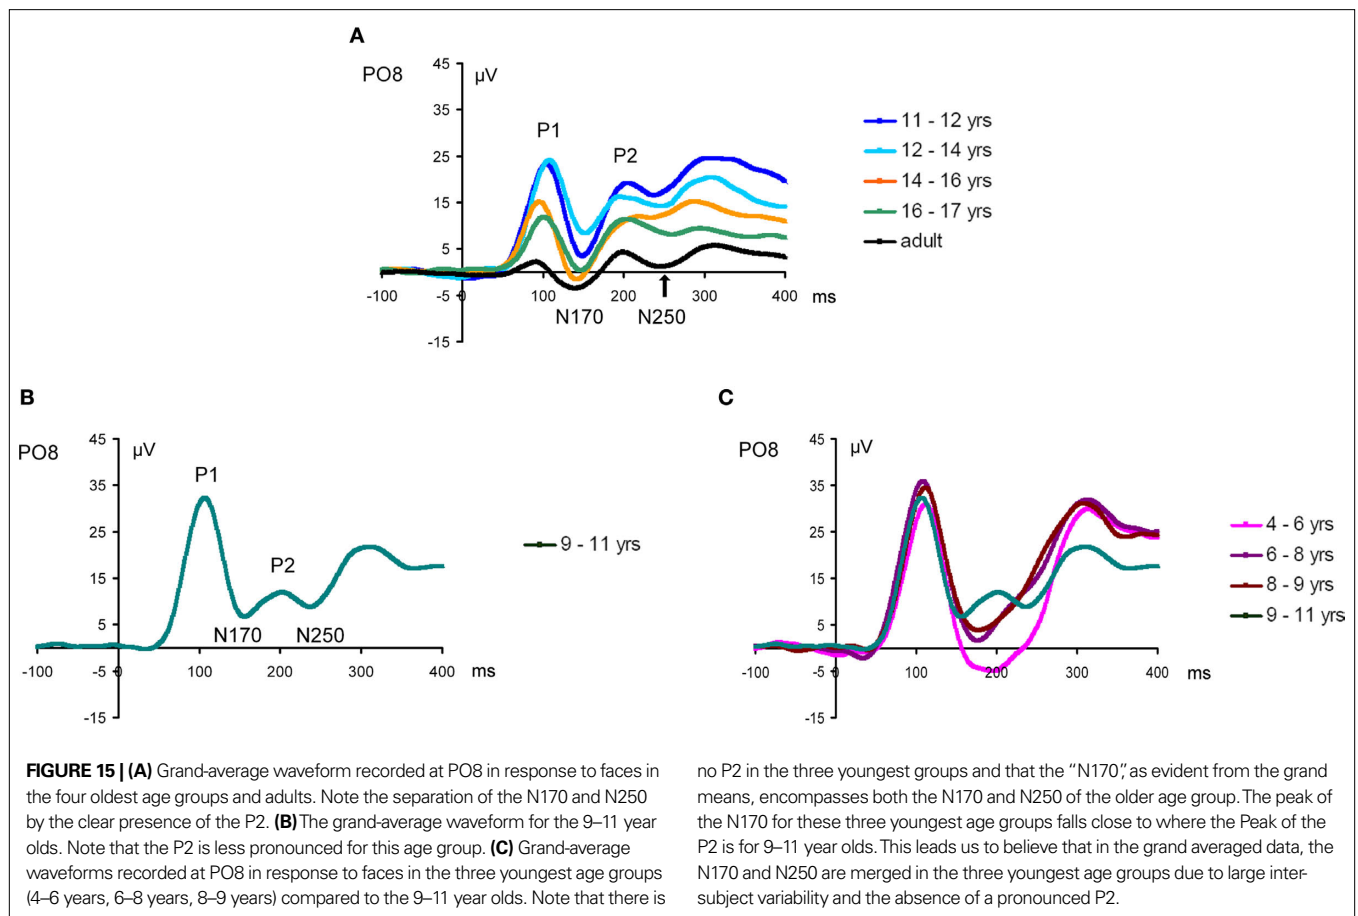 A
PO8
µV
45
35
25
15
5
-5
-15
-100
0
100
200
300
400
ms
P1
P2
N170
N250
11 - 12 yrs
12 - 14 yrs
14 - 16 yrs
16 - 17 yrs
adult
B
PO8
µV
45
35
25
15
5
-5
-15
-100
0
100
200
300
400
ms
P1
P2
N170
N250
9 - 11 yrs
C
PO8
µV
45
35
25
15
5
-5
-15
-100
0
100
200
300
400
ms
4 - 6 yrs
6 - 8 yrs
8 - 9 yrs
9 - 11 yrs
FIGURE 15 | (A) Grand-average waveform recorded at PO8 in response to faces in
the four oldest age groups and adults. Note the separation of the N170 and N250
by the clear presence of the P2. (B) The grand-average waveform for the 9–11 year
olds. Note that the P2 is less pronounced for this age group. (C) Grand-average
waveforms recorded at PO8 in response to faces in the three youngest age groups
(4–6 years, 6–8 years, 8–9 years) compared to the 9–11 year olds. Note that there is
no P2 in the three youngest groups and that the “N170”, as evident from the grand
means, encompasses both the N170 and N250 of the older age group. The peak of
the N170 for these three youngest age groups falls close to where the Peak of the
P2 is for 9–11 year olds. This leads us to believe that in the grand averaged data, the
N170 and N250 are merged in the three youngest age groups due to large inter-
subject variability and the absence of a pronounced P2.